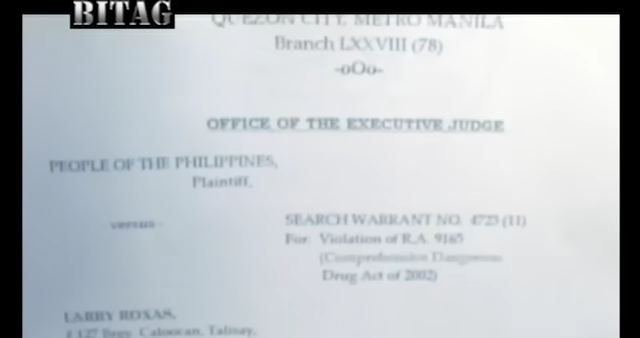 BITAG
QUEZON CITY, METRO MANILA
Branch LXXVIII (78)
-oOo-
OFFICE OF THE EXECUTIVE JUDGE
PEOPLE OF THE PHILIPPINES,
Plaintiff,
- versus -
SEARCH WARRANT NO. 4723 (11)
For: Violation of R.A. 9165
(Comprehensive Dangerous
Drug Act of 2002)
LARRY ROXAS,
# 127 Brgy. Caloocan, Talisay,